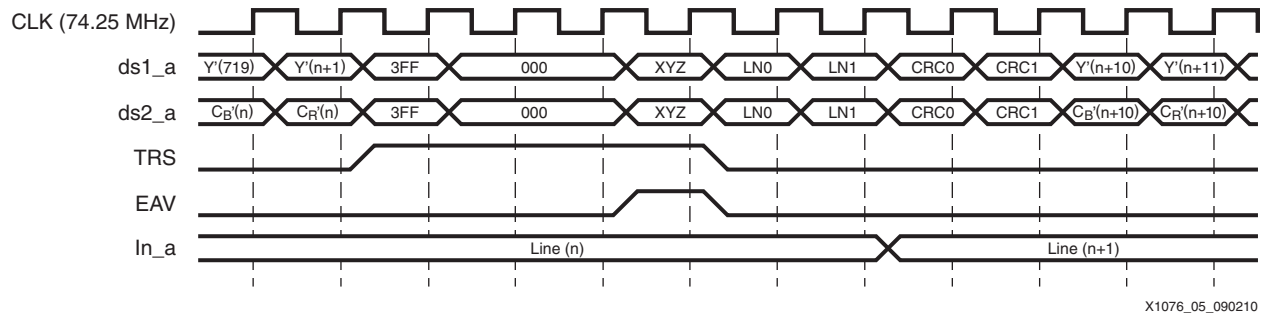 CLK (74.25 MHz)
ds1_a Y'(719) Y'(n+1) 3FF 000 XYZ LN0 LN1 CRC0 CRC1 Y'(n+10) Y'(n+11)
ds2_a CB'(n) CR'(n) 3FF 000 XYZ LN0 LN1 CRC0 CRC1 CB'(n+10) CR'(n+10)
TRS
EAV
ln_a Line (n) Line (n+1)
X1076_05_090210